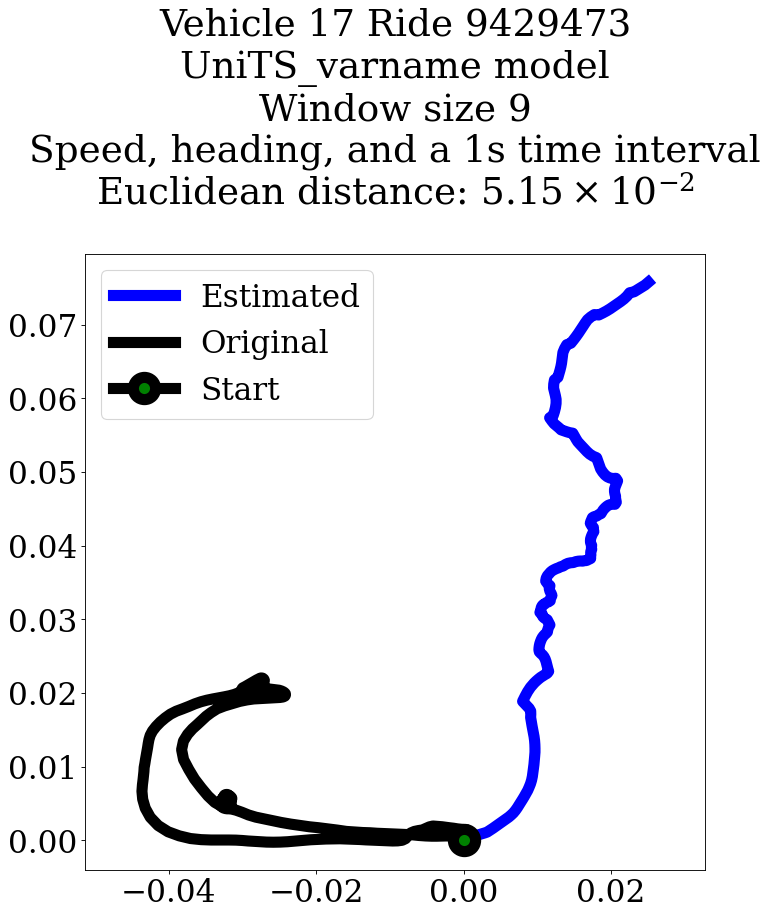 Vehicle 17 Ride 9429473
UniTS_varname model
Window size 9
Speed, heading, and a 1s time interval
Euclidean distance: 5.15 × 10⁻²
Estimated
Original
Start
0.07
0.06
0.05
0.04
0.03
0.02
0.01
0.00
−0.04 −0.02 0.00 0.02